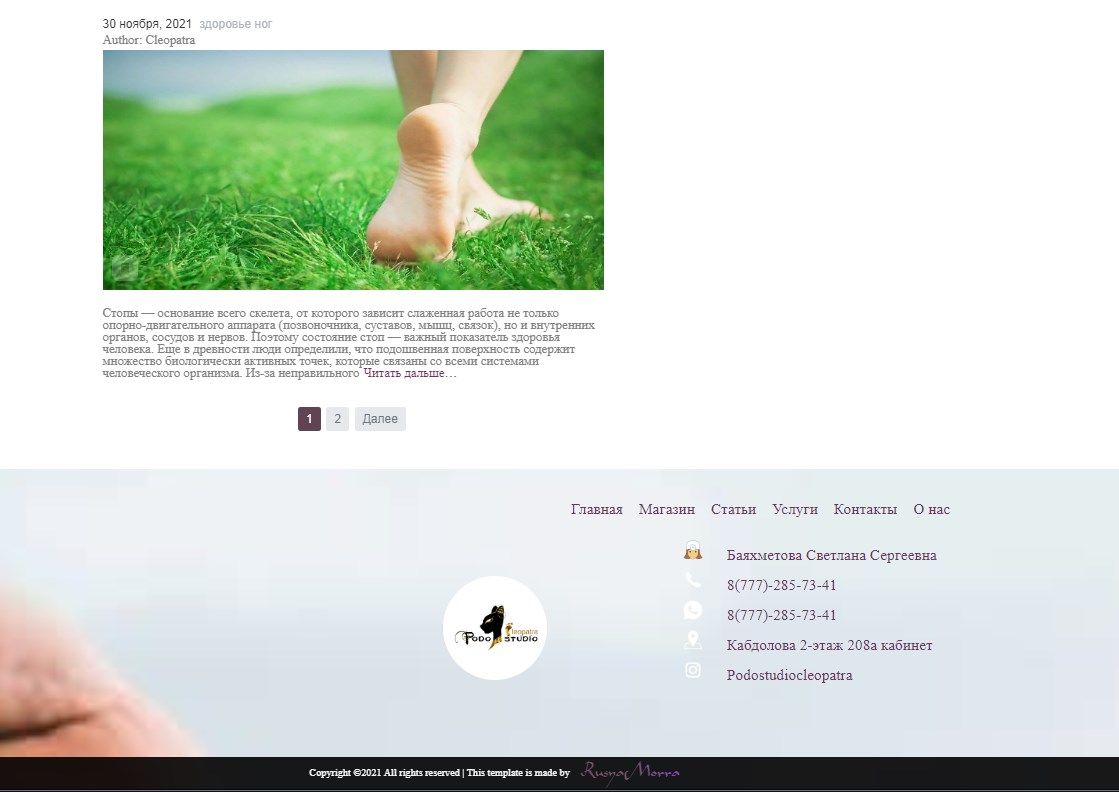 30 ноября, 2021 здоровье ног
Author: Cleopatra
Стопы — основание всего скелета, от которого зависит слаженная работа не только
опорно-двигательного аппарата (позвоночника, суставов, мышц, связок), но и внутренних
органов, сосудов и нервов. Поэтому состояние стоп — важный показатель здоровья
человека. Еще в древности люди определили, что подошвенная поверхность содержит
множество биологически активных точек, которые связаны со всеми системами
человеческого организма. Из-за неправильного Читать дальше…
1 2 Далее
Главная Магазин Статьи Услуги Контакты О нас
Баяхметова Светлана Сергеевна
8(777)-285-73-41
8(777)-285-73-41
Кабдолова 2-этаж 208а кабинет
Podostudiocleopatra
Cleopatra
Podo Studio
Copyright ©2021 All rights reserved | This template is made by RusyaMorra